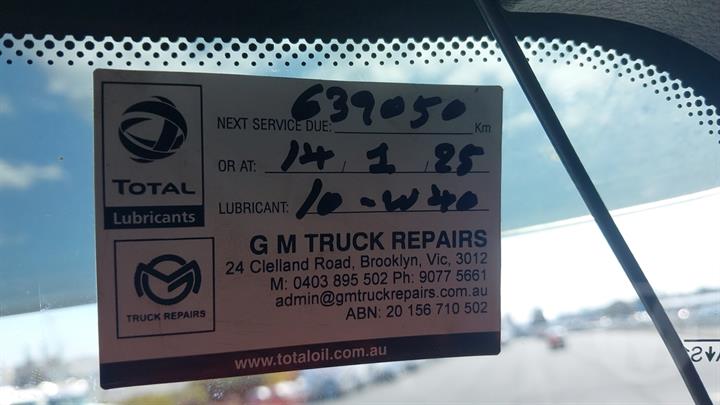 TOTAL
Lubricants
NEXT SERVICE DUE: 639050 Km
OR AT: 14 / 1 / 25
LUBRICANT: 10-W40
GM
TRUCK REPAIRS
G M TRUCK REPAIRS
24 Clelland Road, Brooklyn, Vic, 3012
M: 0403 895 502 Ph: 9077 5661
admin@gmtruckrepairs.com.au
ABN: 20 156 710 502
www.totaloil.com.au